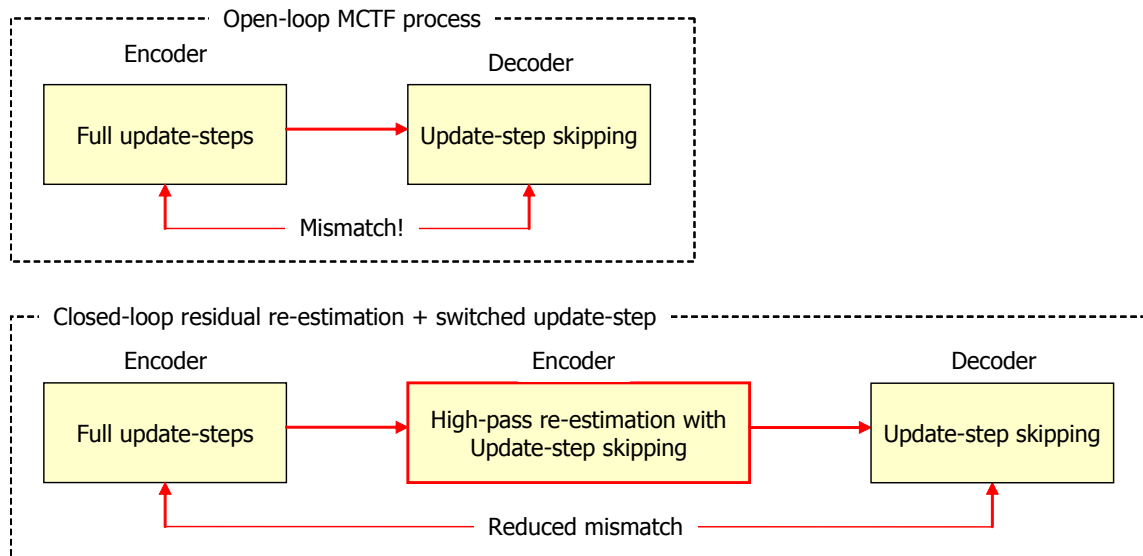 Open-loop MCTF process
Encoder
Decoder
Full update-steps
Update-step skipping
Mismatch!
Closed-loop residual re-estimation + switched update-step
Encoder
Encoder
Decoder
Full update-steps
High-pass re-estimation with
Update-step skipping
Update-step skipping
Reduced mismatch